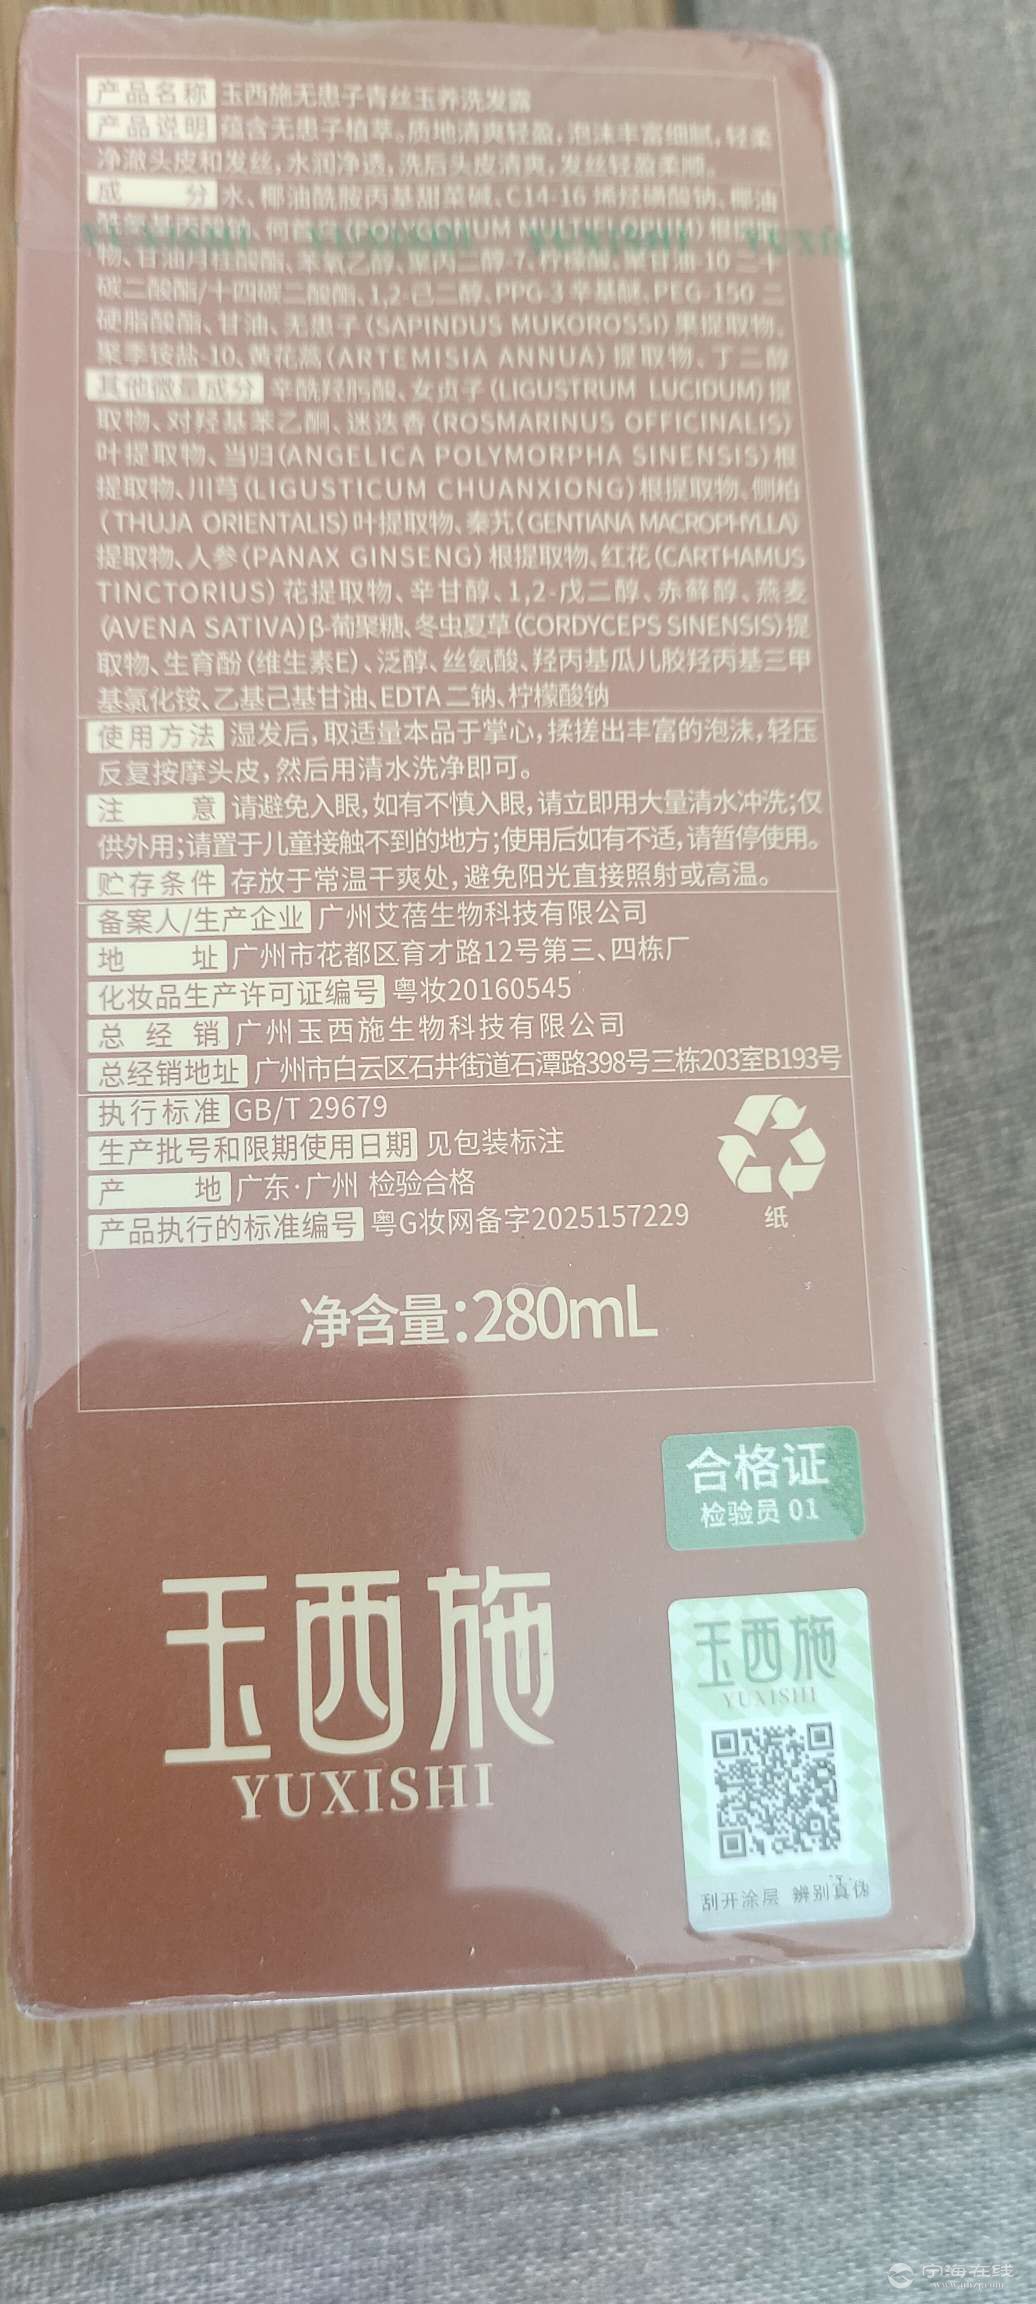 产品名称 玉西施无患子青丝玉养洗发露
产品说明 蕴含无患子植萃。质地清爽轻盈，泡沫丰富细腻，轻柔
净澈头皮和发丝，水润净透，洗后头皮清爽，发丝轻盈柔顺。
成 分 水、椰油酰胺丙基甜菜碱、C14-16 烯烃磺酸钠、椰油
何首乌(POLYGONUM MULTIFLORUM)根提取
物、甘油月桂酸酯、苯氧乙醇、聚丙二醇-7、柠檬酸、聚甘油-10 二十
碳二酸酯/十四碳二酸酯、1,2-己二醇、PPG-3 辛基醚、PEG-150 二
硬脂酸酯、甘油、无患子(SAPINDUS MUKOROSSI)果提取物、
聚季铵盐-10、黄花蒿(ARTEMISIA ANNUA)提取物、丁二醇
其他微量成分 辛酰羟肟酸、女贞子(LIGUSTRUM LUCIDUM)提
取物、对羟基苯乙酮、迷迭香(ROSMARINUS OFFICINALIS)
叶提取物、当归(ANGELICA POLYMORPHA SINENSIS)根
提取物、川芎(LIGUSTICUM CHUANXIONG)根提取物、侧柏
(THUJA ORIENTALIS)叶提取物、秦艽(GENTIANA MACROPHYLLA)
提取物、人参(PANAX GINSENG)根提取物、红花(CARTHAMUS
TINCTORIUS)花提取物、辛甘醇、1,2-戊二醇、赤藓醇、燕麦
(AVENA SATIVA)β-葡聚糖、冬虫夏草(CORDYCEPS SINENSIS)提
取物、生育酚(维生素E)、泛醇、丝氨酸、羟丙基瓜儿胶羟丙基三甲
基氯化铵、乙基己基甘油、EDTA 二钠、柠檬酸钠
使用方法 湿发后，取适量本品于掌心，揉搓出丰富的泡沫，轻压
反复按摩头皮，然后用清水洗净即可。
注 意 请避免入眼，如有不慎入眼，请立即用大量清水冲洗；仅
供外用；请置于儿童接触不到的地方；使用后如有不适，请暂停使用。
贮存条件 存放于常温干爽处，避免阳光直接照射或高温。
备案人/生产企业 广州艾蓓生物科技有限公司
地 址 广州市花都区育才路12号第三、四栋厂
化妆品生产许可证编号 粤妆20160545
总 经 销 广州玉西施生物科技有限公司
总经销地址 广州市白云区石井街道石潭路398号三栋203室B193号
执行标准 GB/T 29679
生产批号和限期使用日期 见包装标注
产 地 广东·广州 检验合格
产品执行的标准编号 粤G妆网备字2025157229
纸
净含量:280mL
合格证
检验员 01
玉西施
YUXISHI
玉西施
YUXISHI
刮开涂层 辨别真伪
宁海在线
www.nhzp.com